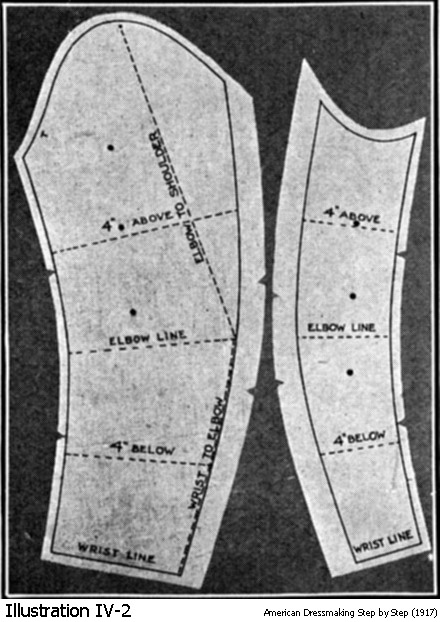 ELBOW TO SHOULDER
4" ABOVE
ELBOW LINE
WRIST TO ELBOW
4" BELOW
WRIST LINE
4" ABOVE
ELBOW LINE
4" BELOW
WRIST LINE
Illustration IV-2
American Dressmaking Step by Step (1917)